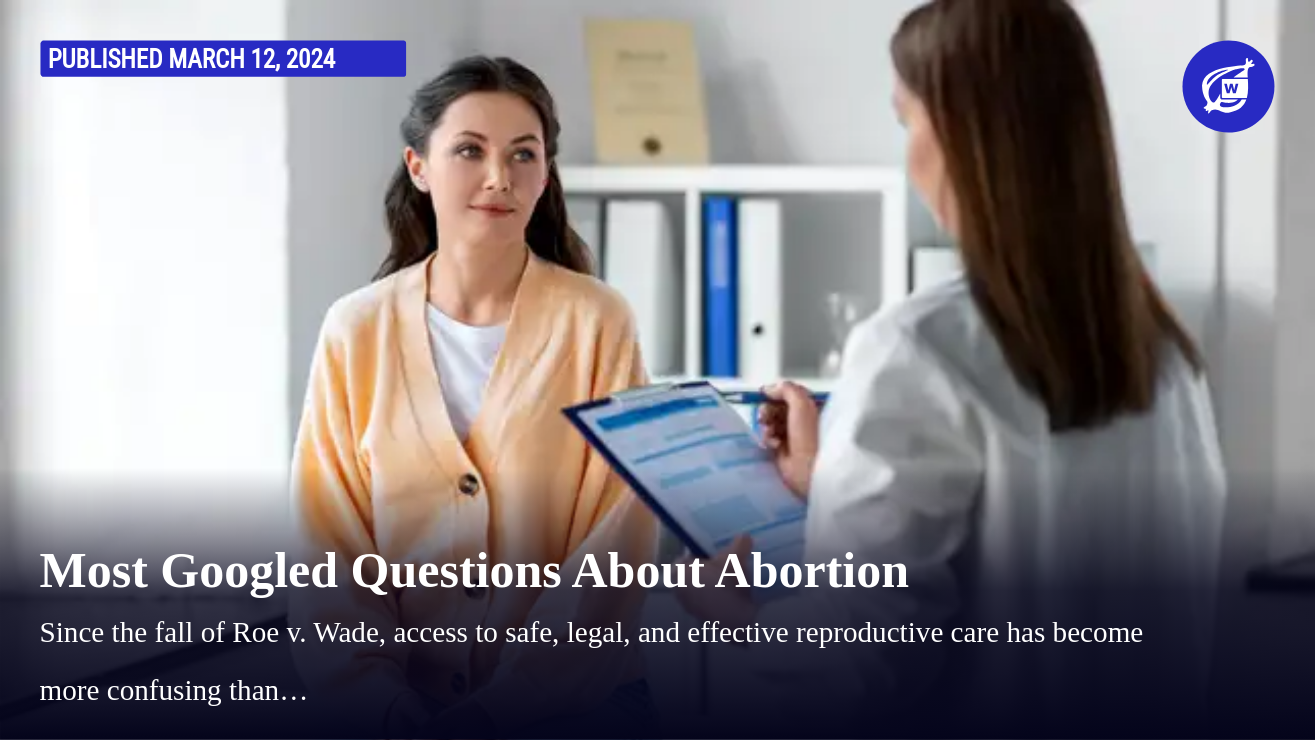 PUBLISHED MARCH 12, 2024
W
Most Googled Questions About Abortion
Since the fall of Roe v. Wade, access to safe, legal, and effective reproductive care has become
more confusing than…